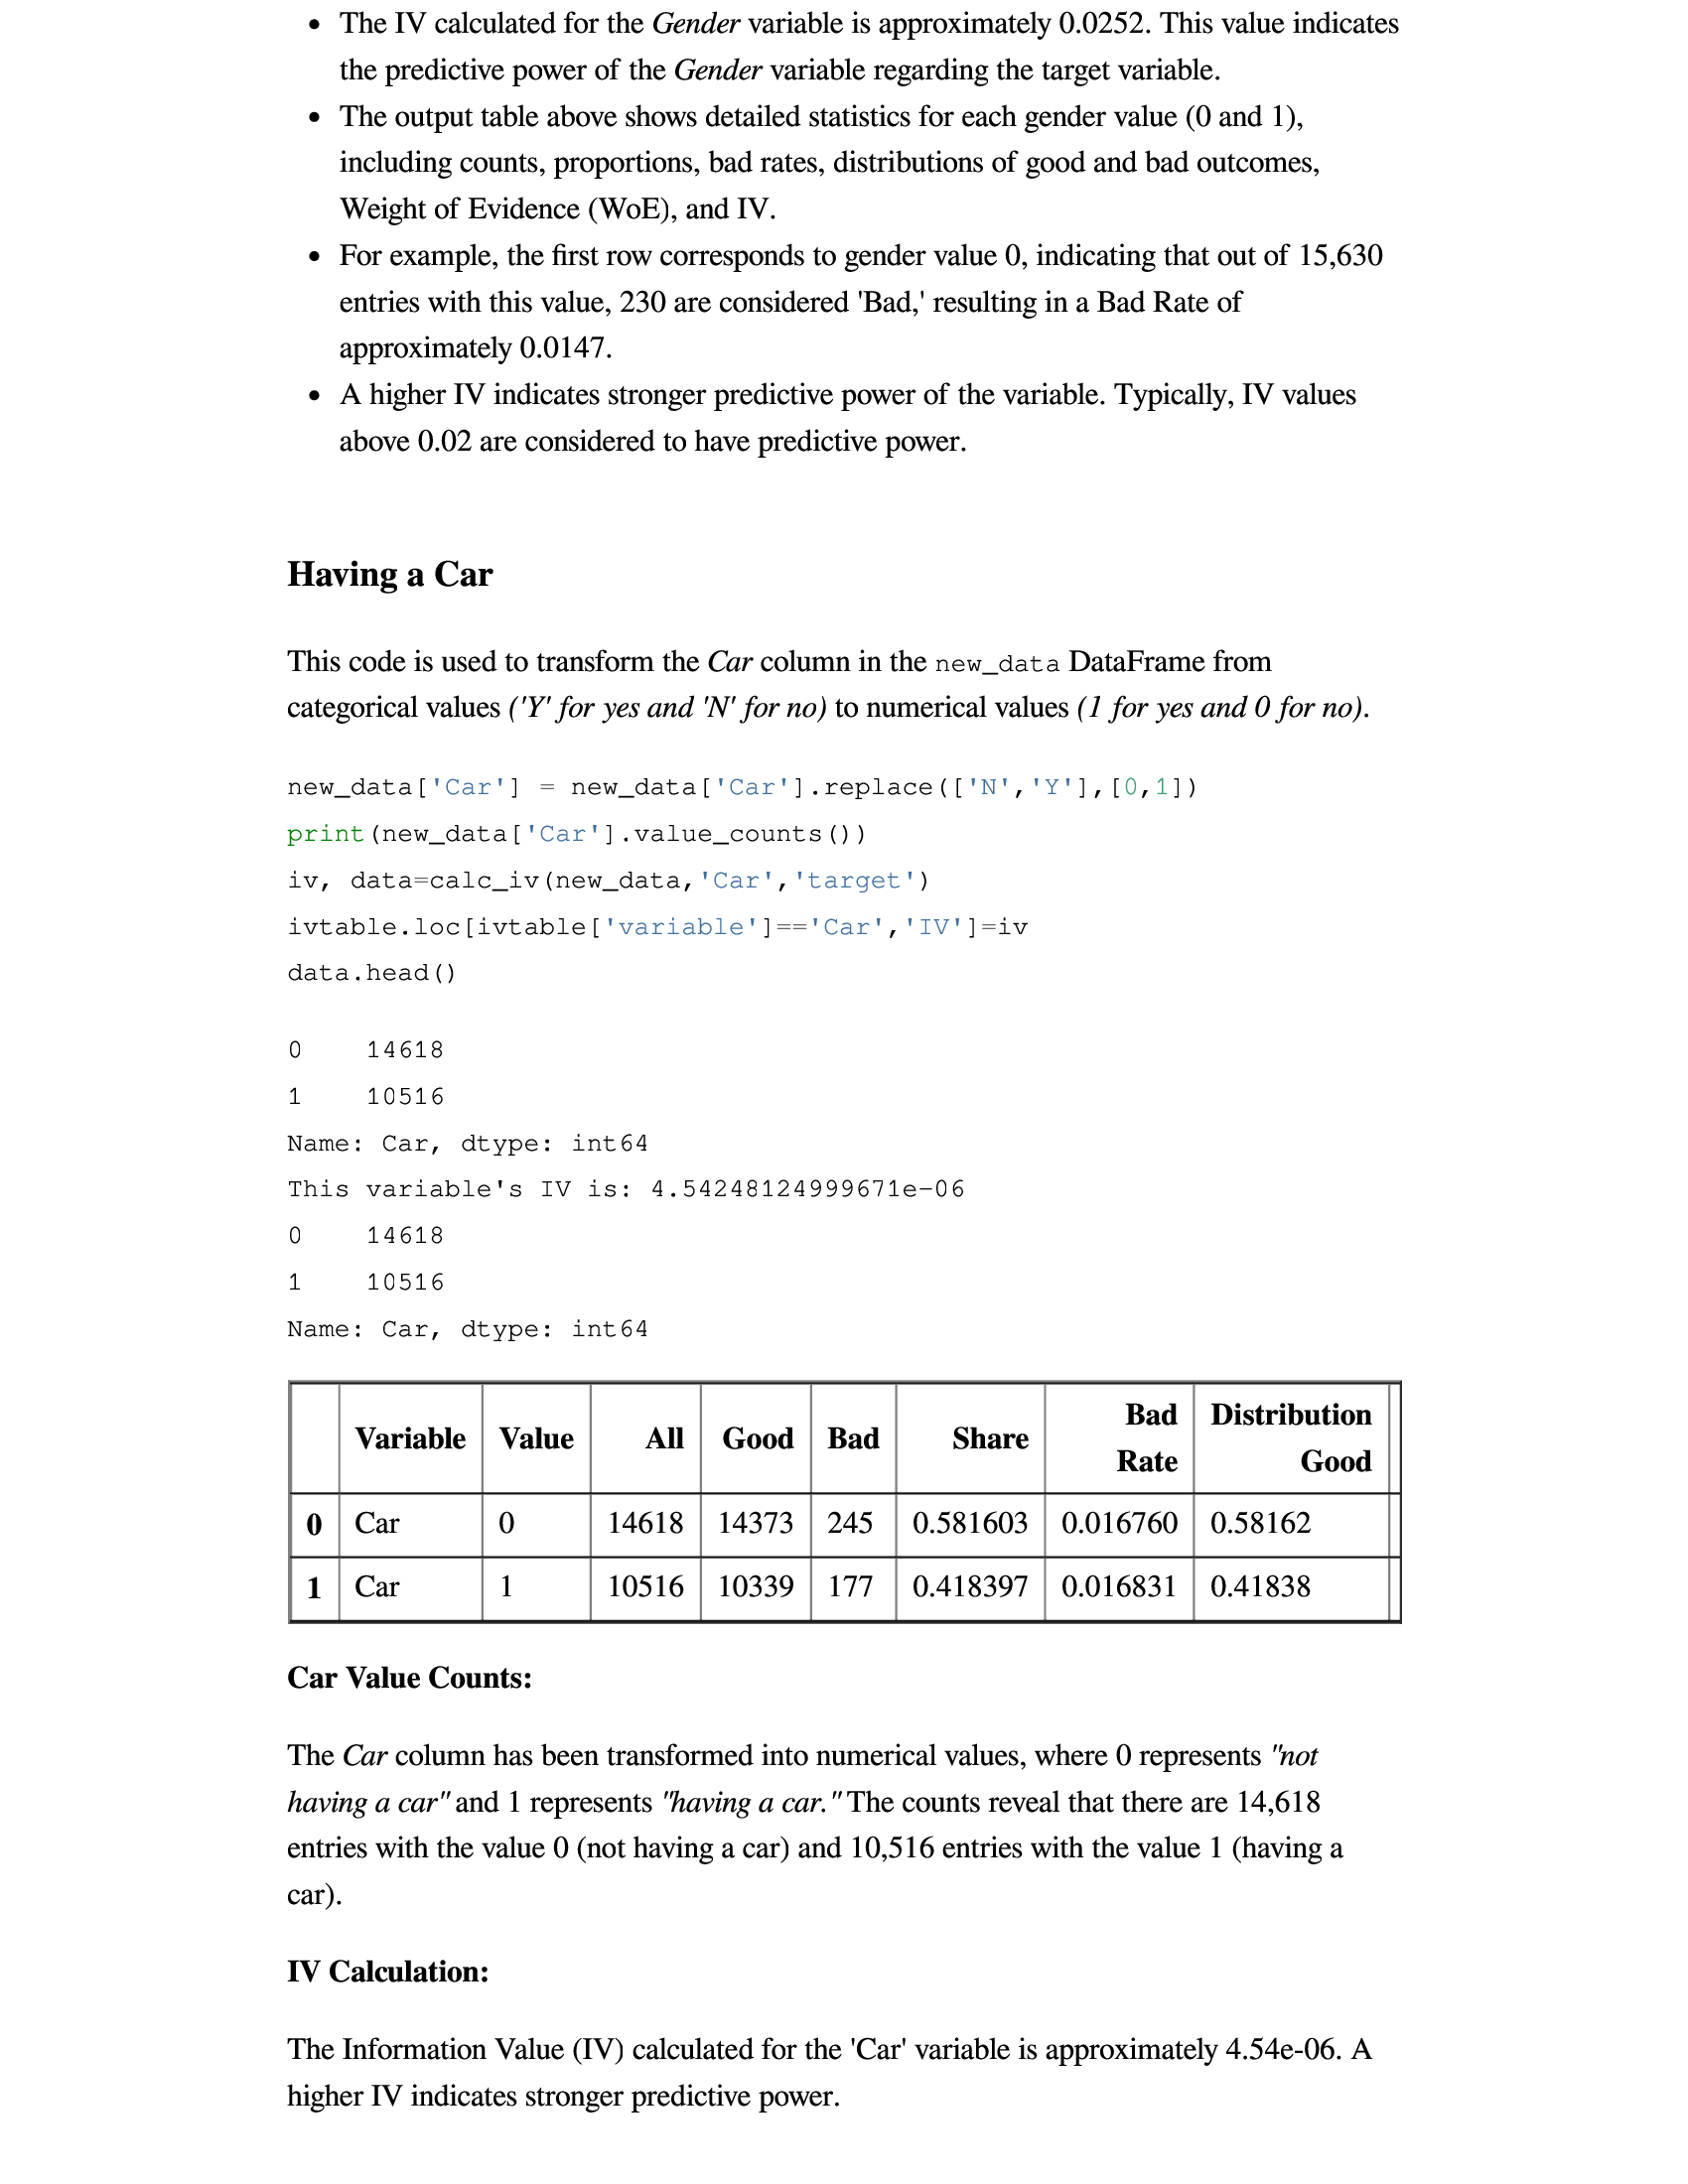 • The IV calculated for the Gender variable is approximately 0.0252. This value indicates
the predictive power of the Gender variable regarding the target variable.
• The output table above shows detailed statistics for each gender value (0 and 1),
including counts, proportions, bad rates, distributions of good and bad outcomes,
Weight of Evidence (WoE), and IV.
• For example, the first row corresponds to gender value 0, indicating that out of 15,630
entries with this value, 230 are considered 'Bad,' resulting in a Bad Rate of
approximately 0.0147.
• A higher IV indicates stronger predictive power of the variable. Typically, IV values
above 0.02 are considered to have predictive power.
Having a Car
This code is used to transform the Car column in the new_data DataFrame from
categorical values ('Y' for yes and 'N' for no) to numerical values (1 for yes and 0 for no).
new_data['Car'] = new_data['Car'].replace(['N','Y'],[0,1])
print(new_data['Car'].value_counts())
iv, data=calc_iv(new_data,'Car','target')
ivtable.loc[ivtable['variable']=='Car','IV']=iv
data.head()
0    14618
1    10516
Name: Car, dtype: int64
This variable's IV is: 4.54248124999671e-06
0    14618
1    10516
Name: Car, dtype: int64
Variable Value All Good Bad Share Bad Rate Distribution Good
0 Car 0 14618 14373 245 0.581603 0.016760 0.58162
1 Car 1 10516 10339 177 0.418397 0.016831 0.41838
Car Value Counts:
The Car column has been transformed into numerical values, where 0 represents "not
having a car" and 1 represents "having a car." The counts reveal that there are 14,618
entries with the value 0 (not having a car) and 10,516 entries with the value 1 (having a
car).
IV Calculation:
The Information Value (IV) calculated for the 'Car' variable is approximately 4.54e-06. A
higher IV indicates stronger predictive power.